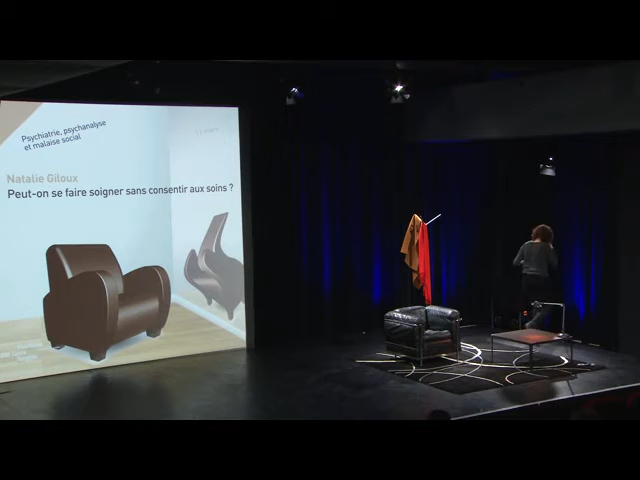 Psychiatrie, psychanalyse
et malaise social
Natalie Giloux
Peut-on se faire soigner sans consentir aux soins ?